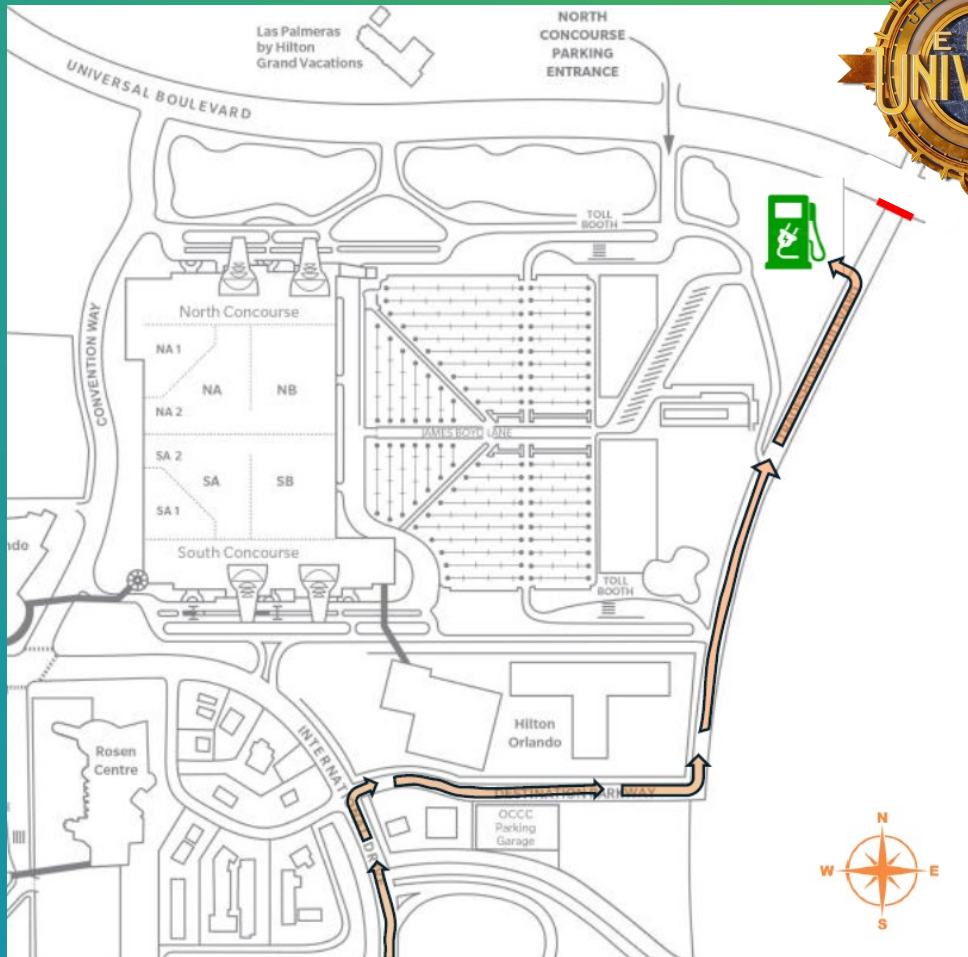 Las Palmeras
by Hilton
Grand Vacations
NORTH
CONCOURSE
PARKING
ENTRANCE
UNIVERSAL BOULEVARD
TOLL
BOOTH
CONVENTION WAY
North Concourse
NA 1
NA
NB
NA 2
JAMES BOYD LANE
SA 2
SA
SB
SA 1
South Concourse
TOLL
BOOTH
Hilton
Orlando
Rosen
Centre
DESTINATION PARKWAY
OCCC
Parking
Garage
N
W
E
S